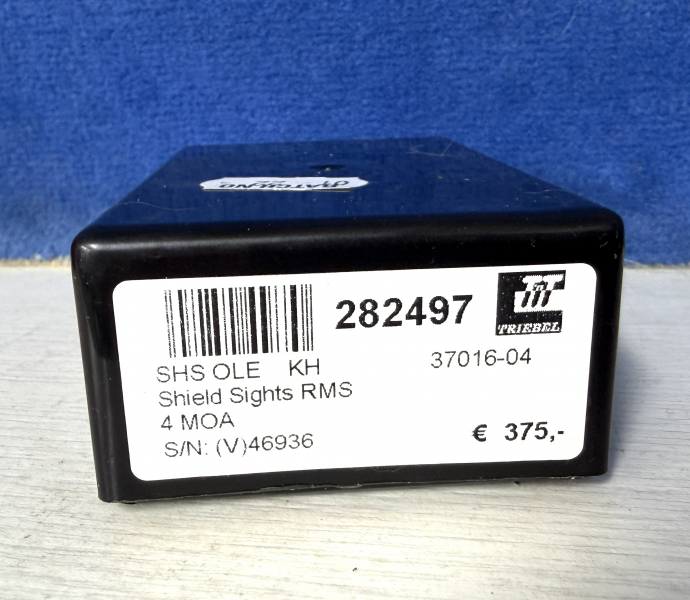 282497
TRIEBEL
SHS OLE KH 37016-04
Shield Sights RMS
4 MOA
S/N: (V)46936
€ 375,-